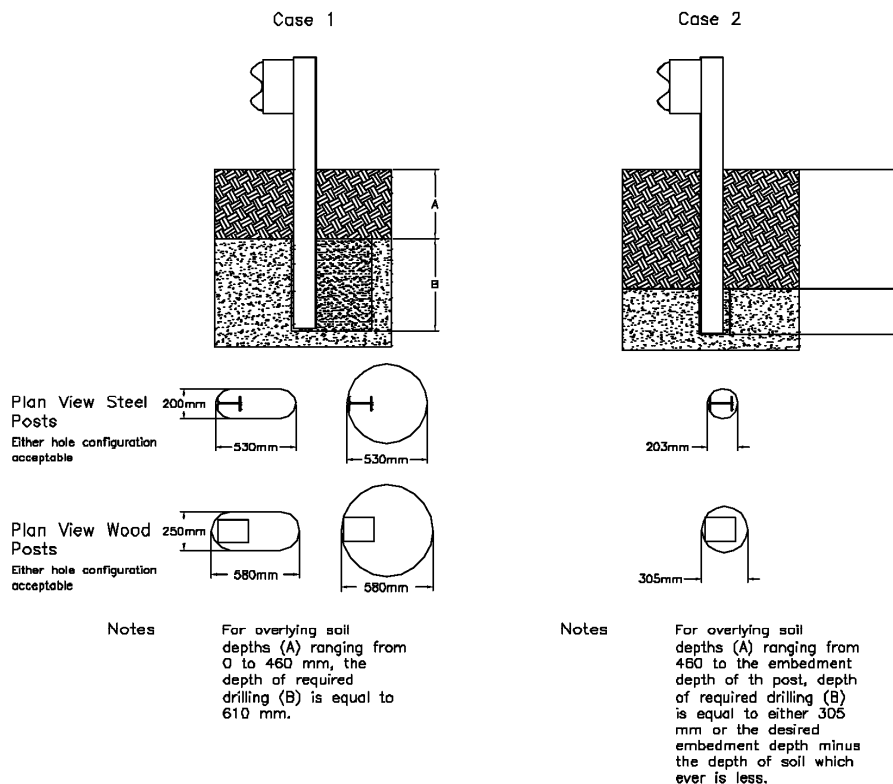 Case 1
Case 2
A
B
Plan View Steel
Posts
Either hole configuration
acceptable
200mm
530mm
530mm
203mm
Plan View Wood
Posts
Either hole configuration
acceptable
250mm
580mm
580mm
305mm
Notes
For overlying soil
depths (A) ranging from
0 to 460 mm, the
depth of required
drilling (B) is equal to
610 mm.
Notes
For overlying soil
depths (A) ranging from
460 to the embedment
depth of th post, depth
of required drilling (B)
is equal to either 305
mm or the desired
embedment depth minus
the depth of soil which
ever is less.